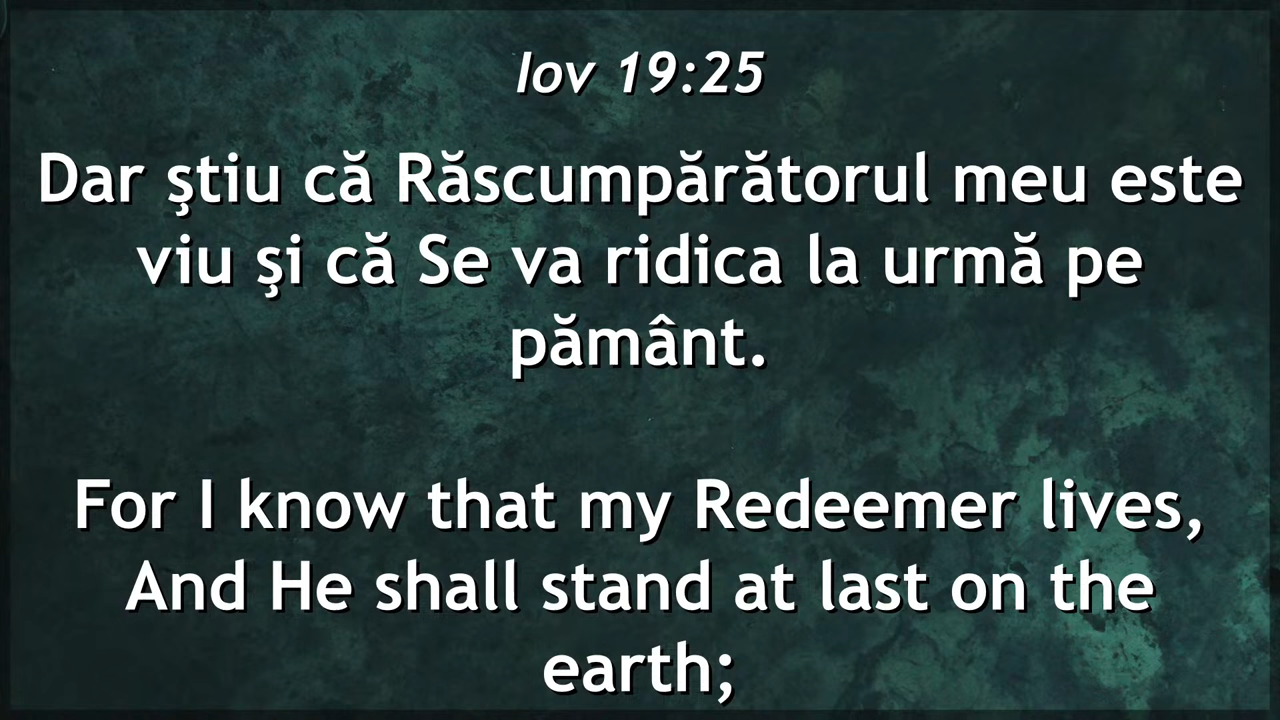 Iov 19:25
Dar ştiu că Răscumpărătorul meu este
viu şi că Se va ridica la urmă pe
pământ.
For I know that my Redeemer lives,
And He shall stand at last on the
earth;